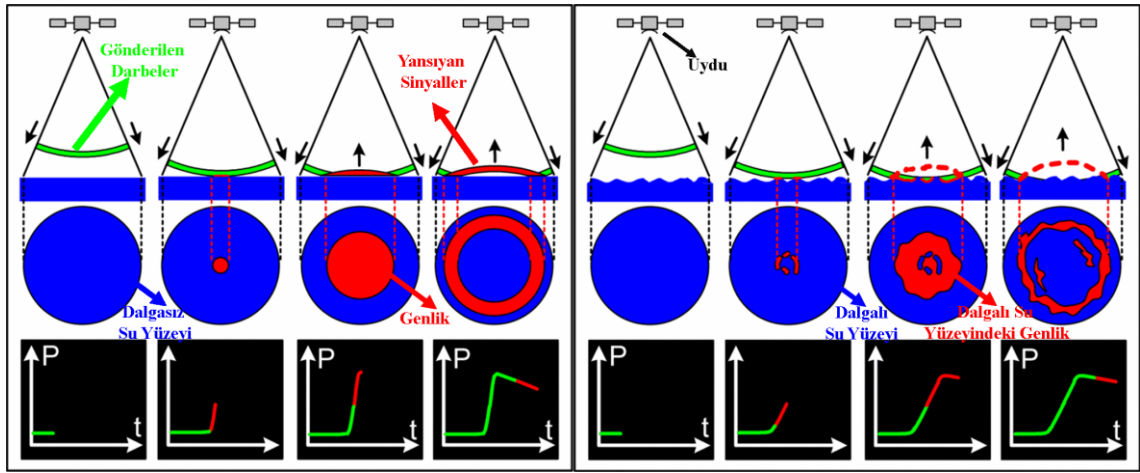 Gönderilen
Darbeler
Yansıyan
Sinyaller
Dalgasız
Su Yüzeyi
Genlik
P
t
P
t
P
t
Uydu
Dalgalı
Su Yüzeyi
Dalgalı Su
Yüzeyindeki Genlik
P
t
P
t